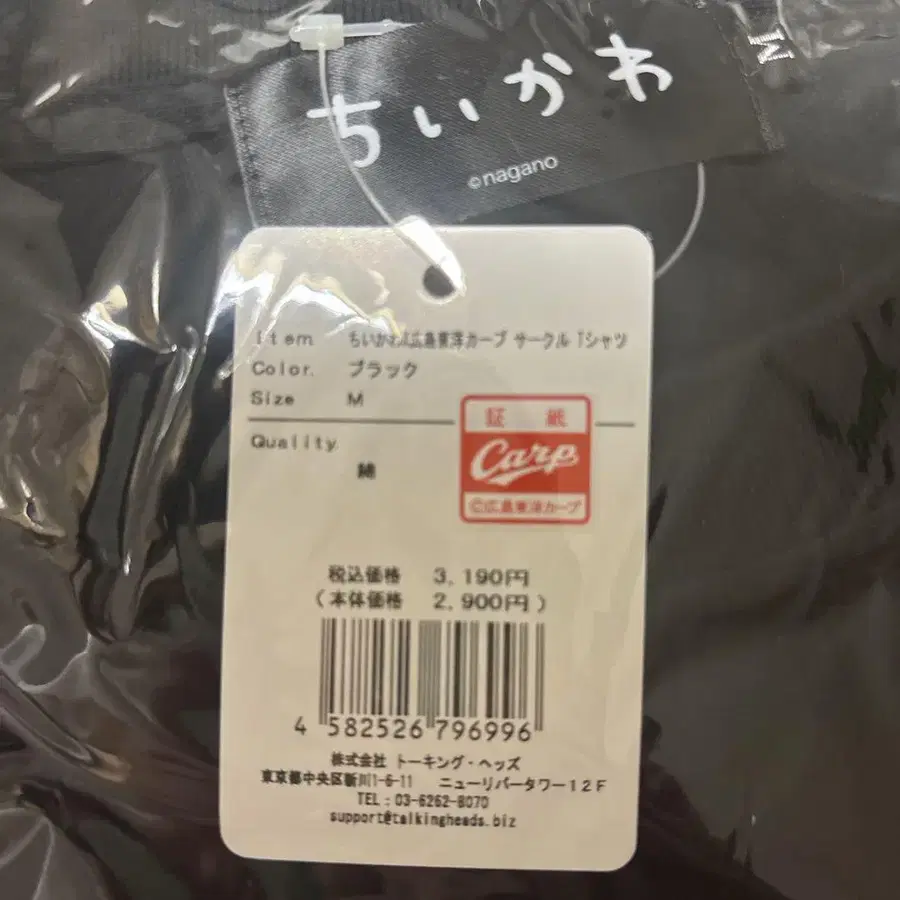 ちいかわ
M
©nagano
Item ちいかわ/広島東洋カープ サークル Tシャツ
Color. ブラック
Size M
Quality
綿
証 紙
Carp
©広島東洋カープ
税込価格 3,190円
(本体価格 2,900円)
4 582526 796996
株式会社 トーキング・ヘッズ
東京都中央区新川1-6-11 ニューリバータワー12F
TEL：03-6262-8070
support@talkingheads.biz